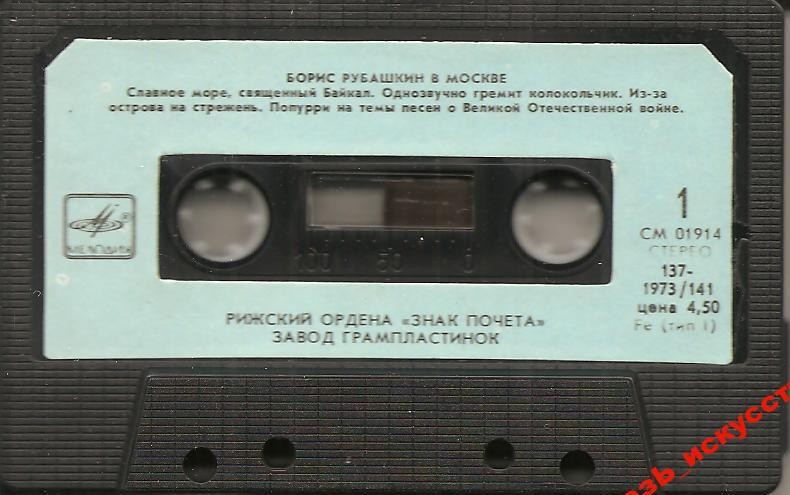 БОРИС РУБАШКИН В МОСКВЕ
Славное море, священный Байкал. Однозвучно гремит колокольчик. Из-за
острова на стрежень. Попурри на темы песен о Великой Отечественной войне.
МЕЛОДИЯ
®
1
СМ 01914
СТЕРЕО
137-
1973/141
цена 4,50
Fe (тип I)
100 50 0
РИЖСКИЙ ОРДЕНА «ЗНАК ПОЧЕТА»
ЗАВОД ГРАМПЛАСТИНОК